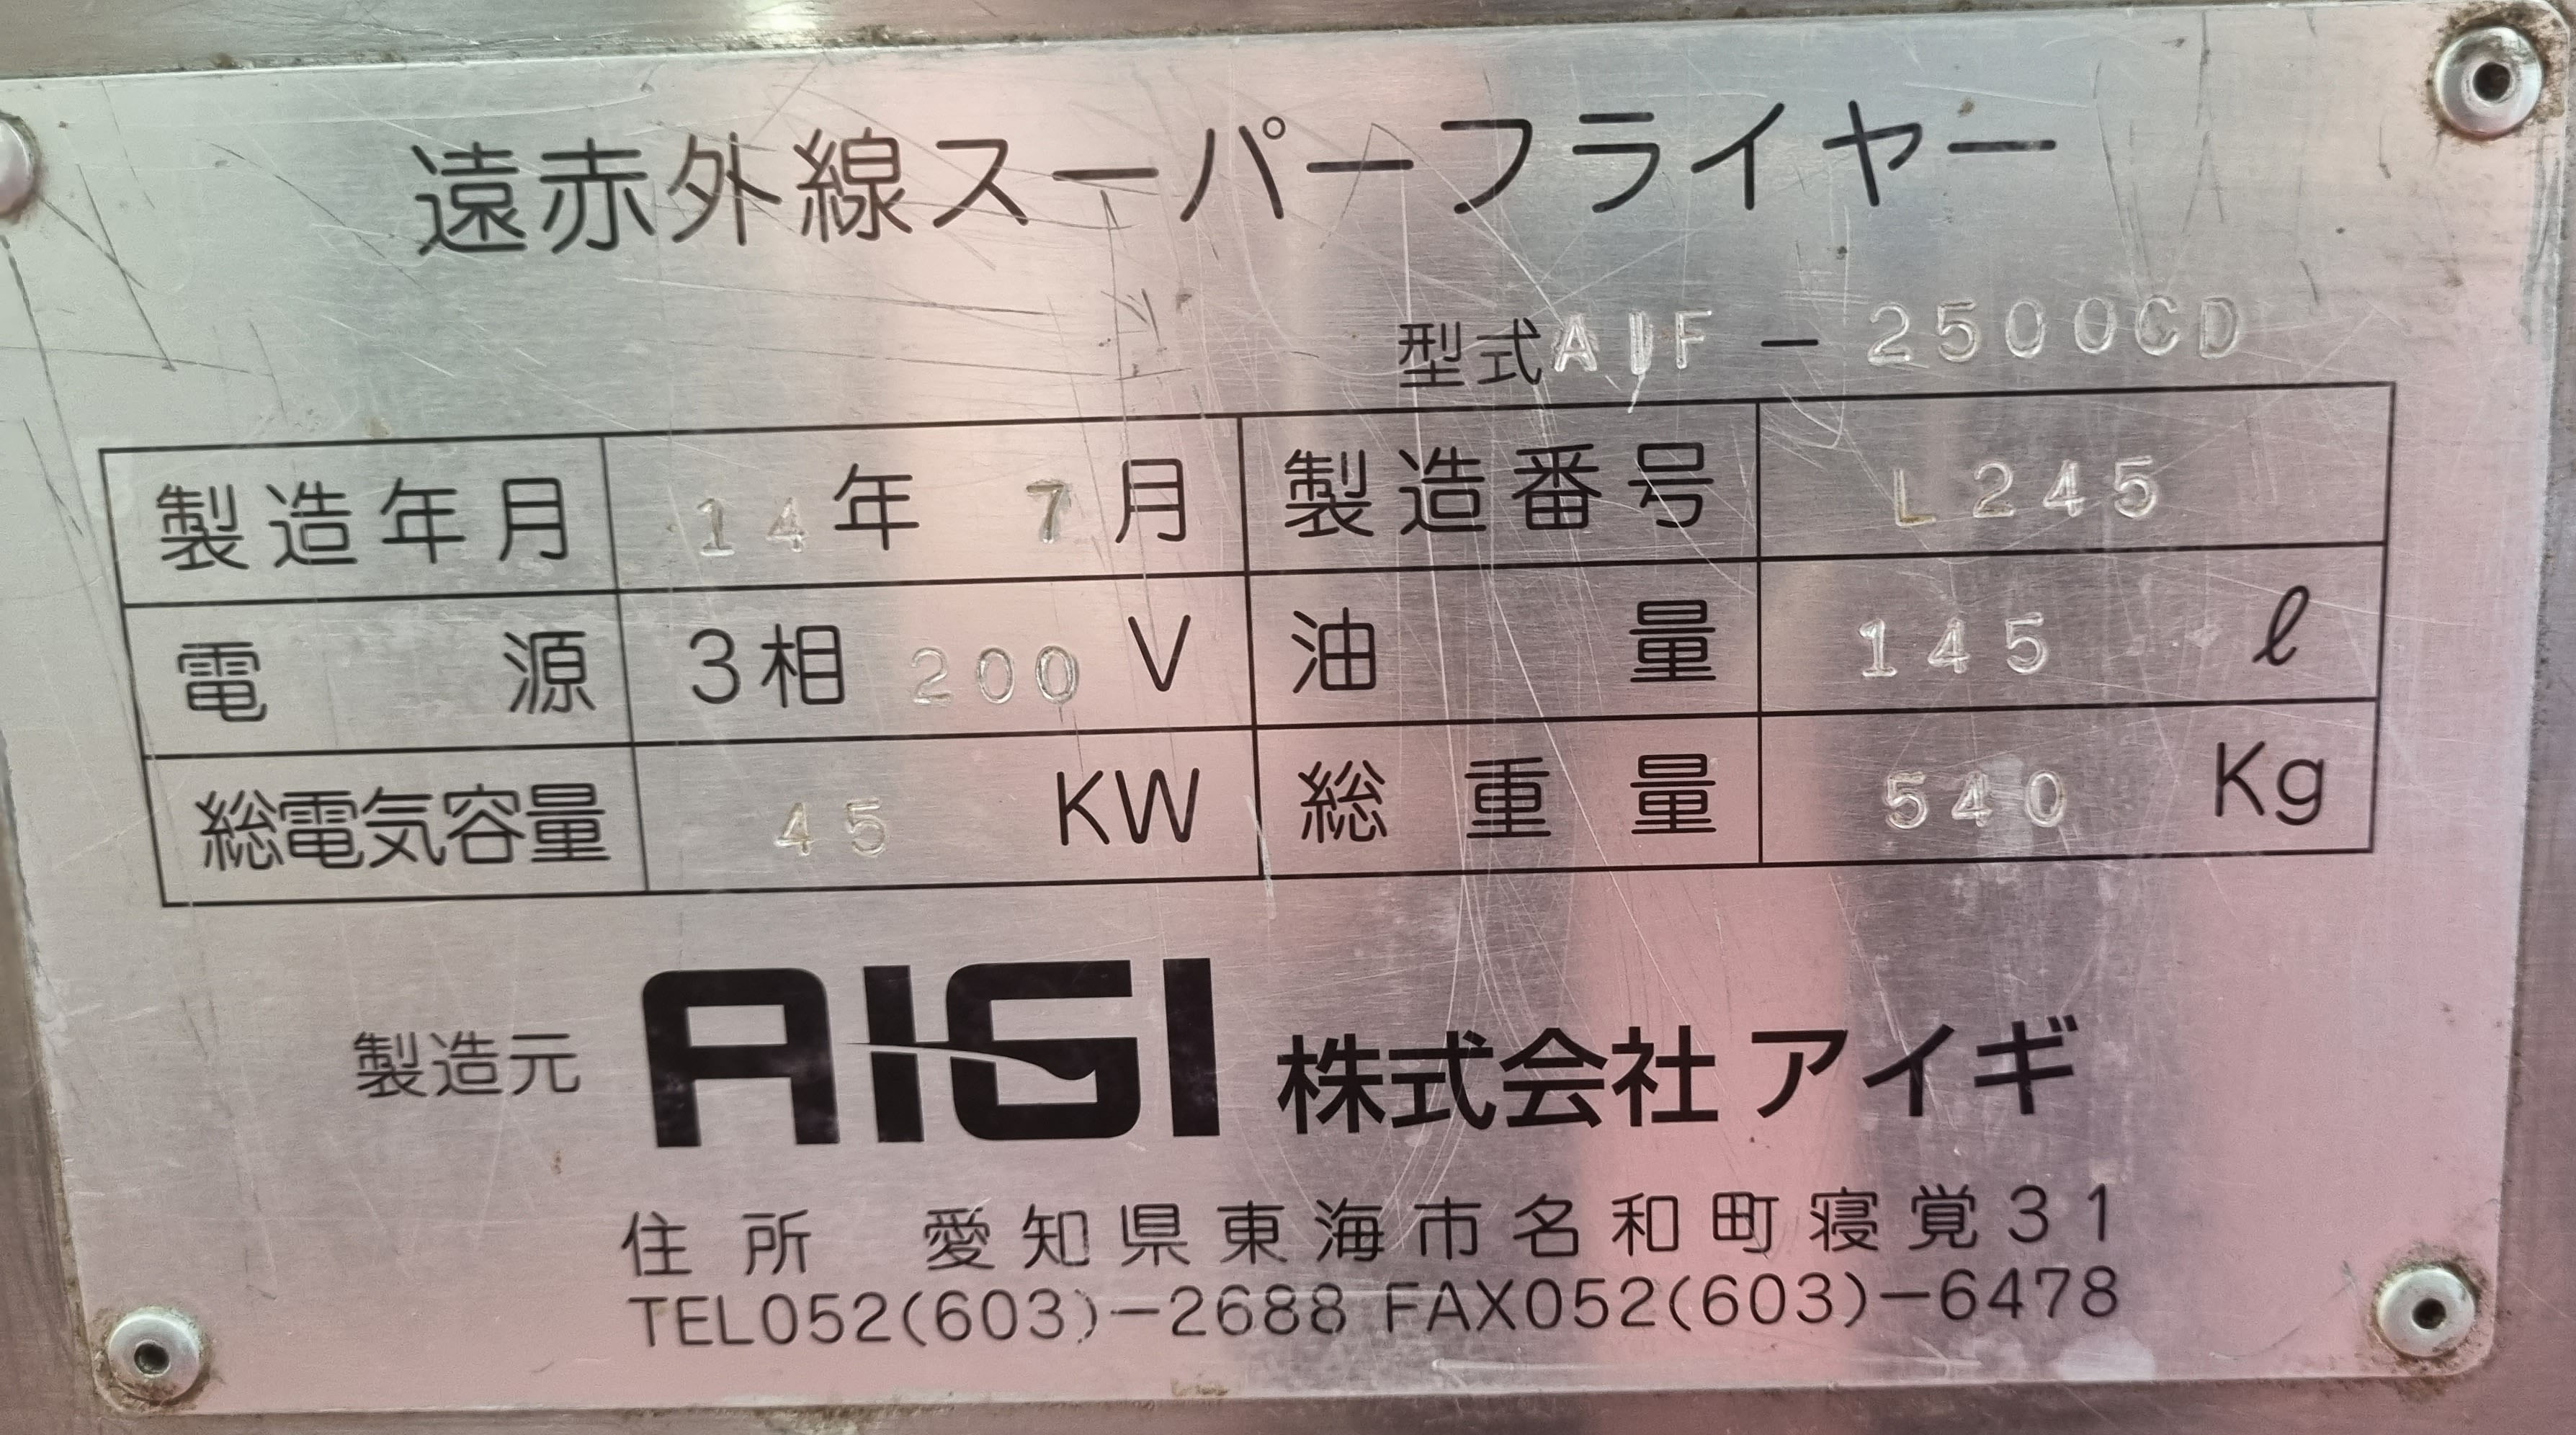 遠赤外線スーパーフライヤー
型式AIF-2500CD
製造年月 14年 7月 製造番号 L245
電源 3相 200 V 油量 145 ℓ
総電気容量 45 KW 総重量 540 Kg
製造元 AIGI 株式会社アイギ
住所 愛知県東海市名和町寝覚31
TEL052(603)-2688 FAX052(603)-6478